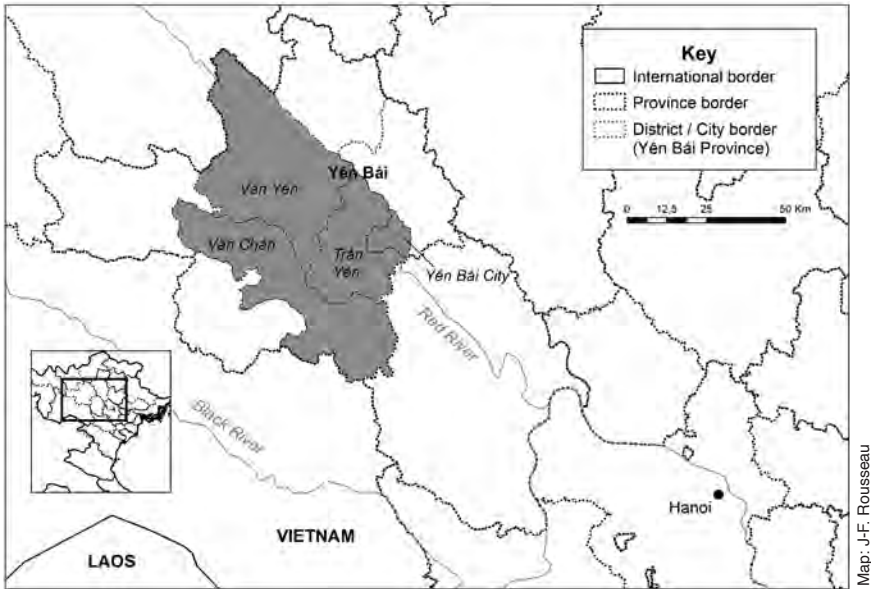 Key
International border
Province border
District / City border
(Yên Bái Province)
0 12,5 25 50 Km
Yên Bái
Văn Yên
Văn Chấn
Trấn
Yên
Yên Bái City
Red River
Black River
Hanoi
VIETNAM
LAOS
Map: J-F. Rousseau